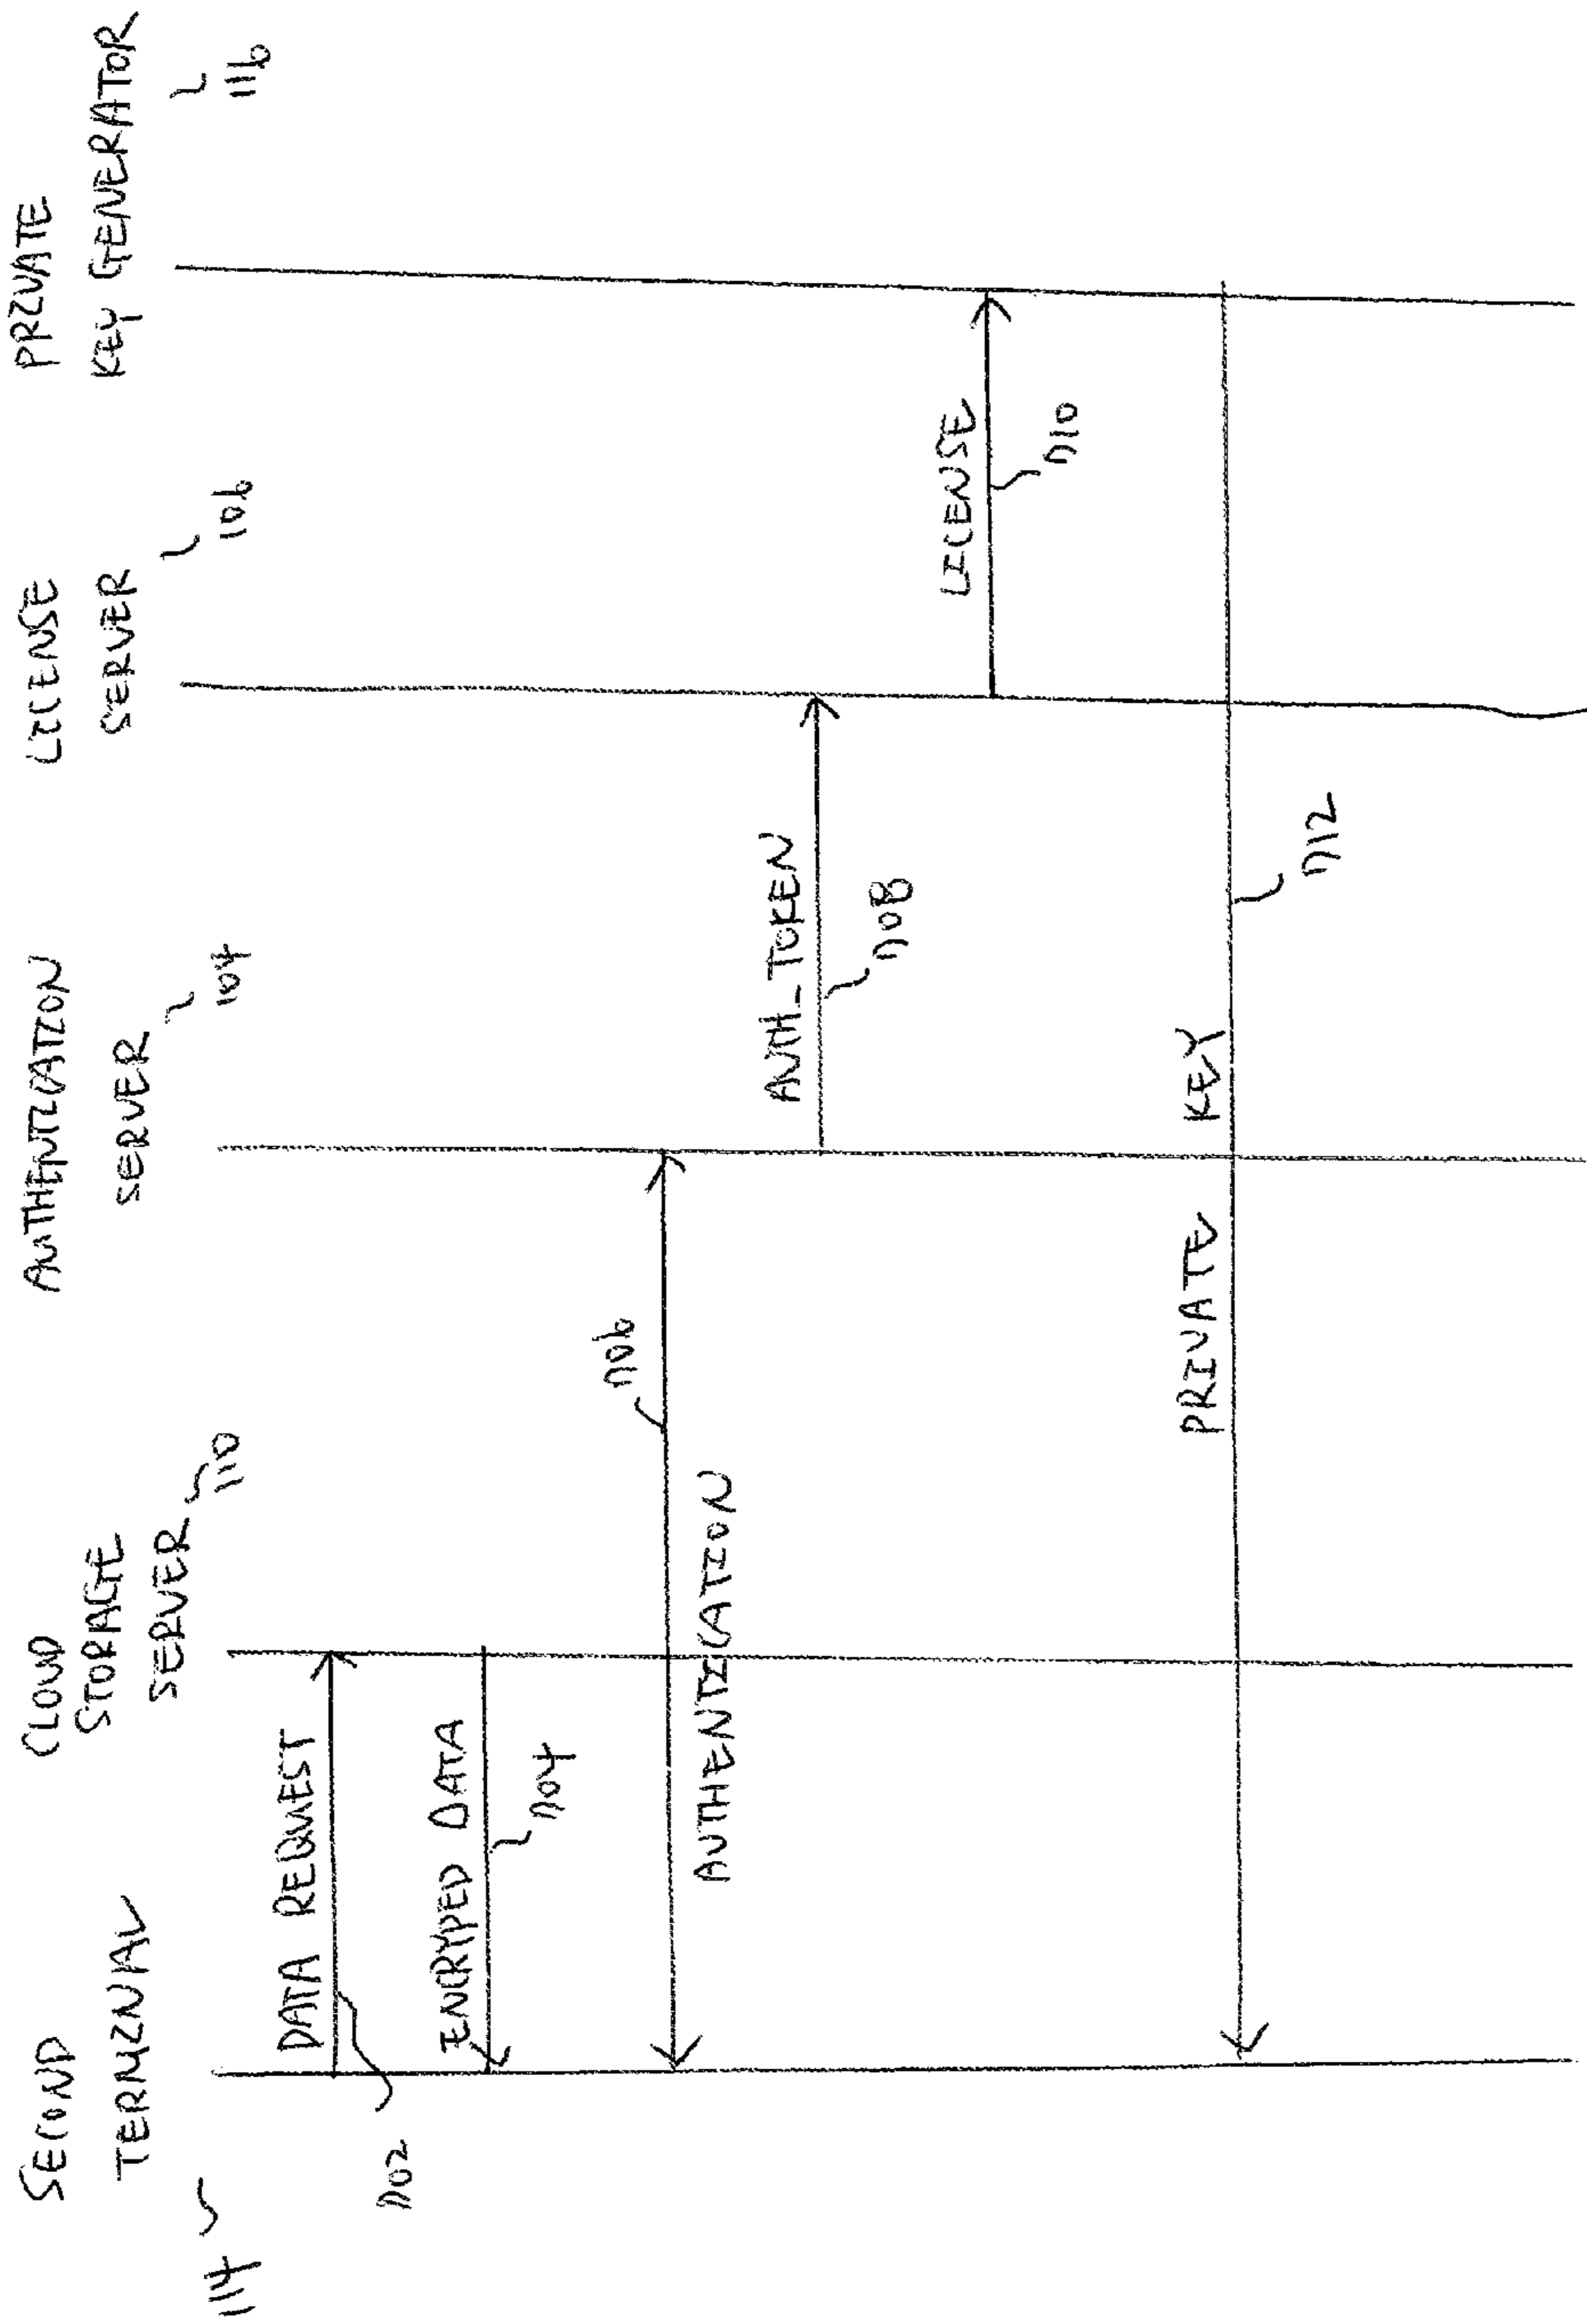 SECOND
TERMINAL
114
CLOUD
STORAGE
SERVER
110
AUTHENTICATION
SERVER
104
LICENSE
SERVER
106
PRIVATE
KEY GENERATOR
116
DATA REQUEST
702
ENCRYPED DATA
704
706
AUTHENTICATION
AUTH_TOKEN
708
LICENSE
710
PRIVATE KEY
712